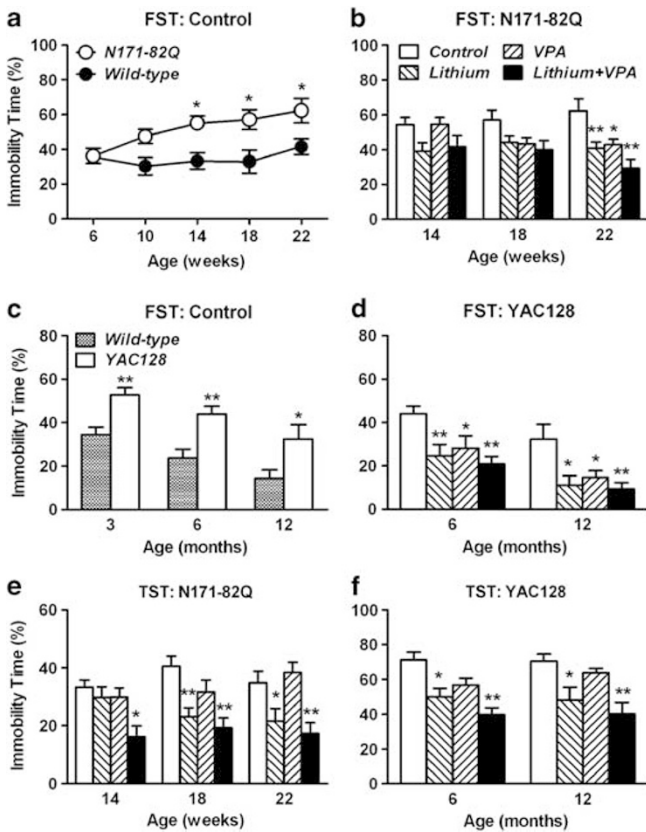 a FST: Control
N171-82Q
Wild-type
Immobility Time (%)
100
80
60
40
20
0
* * *
6 10 14 18 22
Age (weeks)
b FST: N171-82Q
Control VPA
Lithium Lithium+VPA
100
80
60
40
20
0
** * **
14 18 22
Age (weeks)
c FST: Control
Wild-type
YAC128
Immobility Time (%)
80
60
40
20
0
** ** *
3 6 12
Age (months)
d FST: YAC128
80
60
40
20
0
** * ** * * **
6 12
Age (months)
e TST: N171-82Q
Immobility Time (%)
60
40
20
0
* ** ** * **
14 18 22
Age (weeks)
f TST: YAC128
100
80
60
40
20
0
* ** * **
6 12
Age (months)